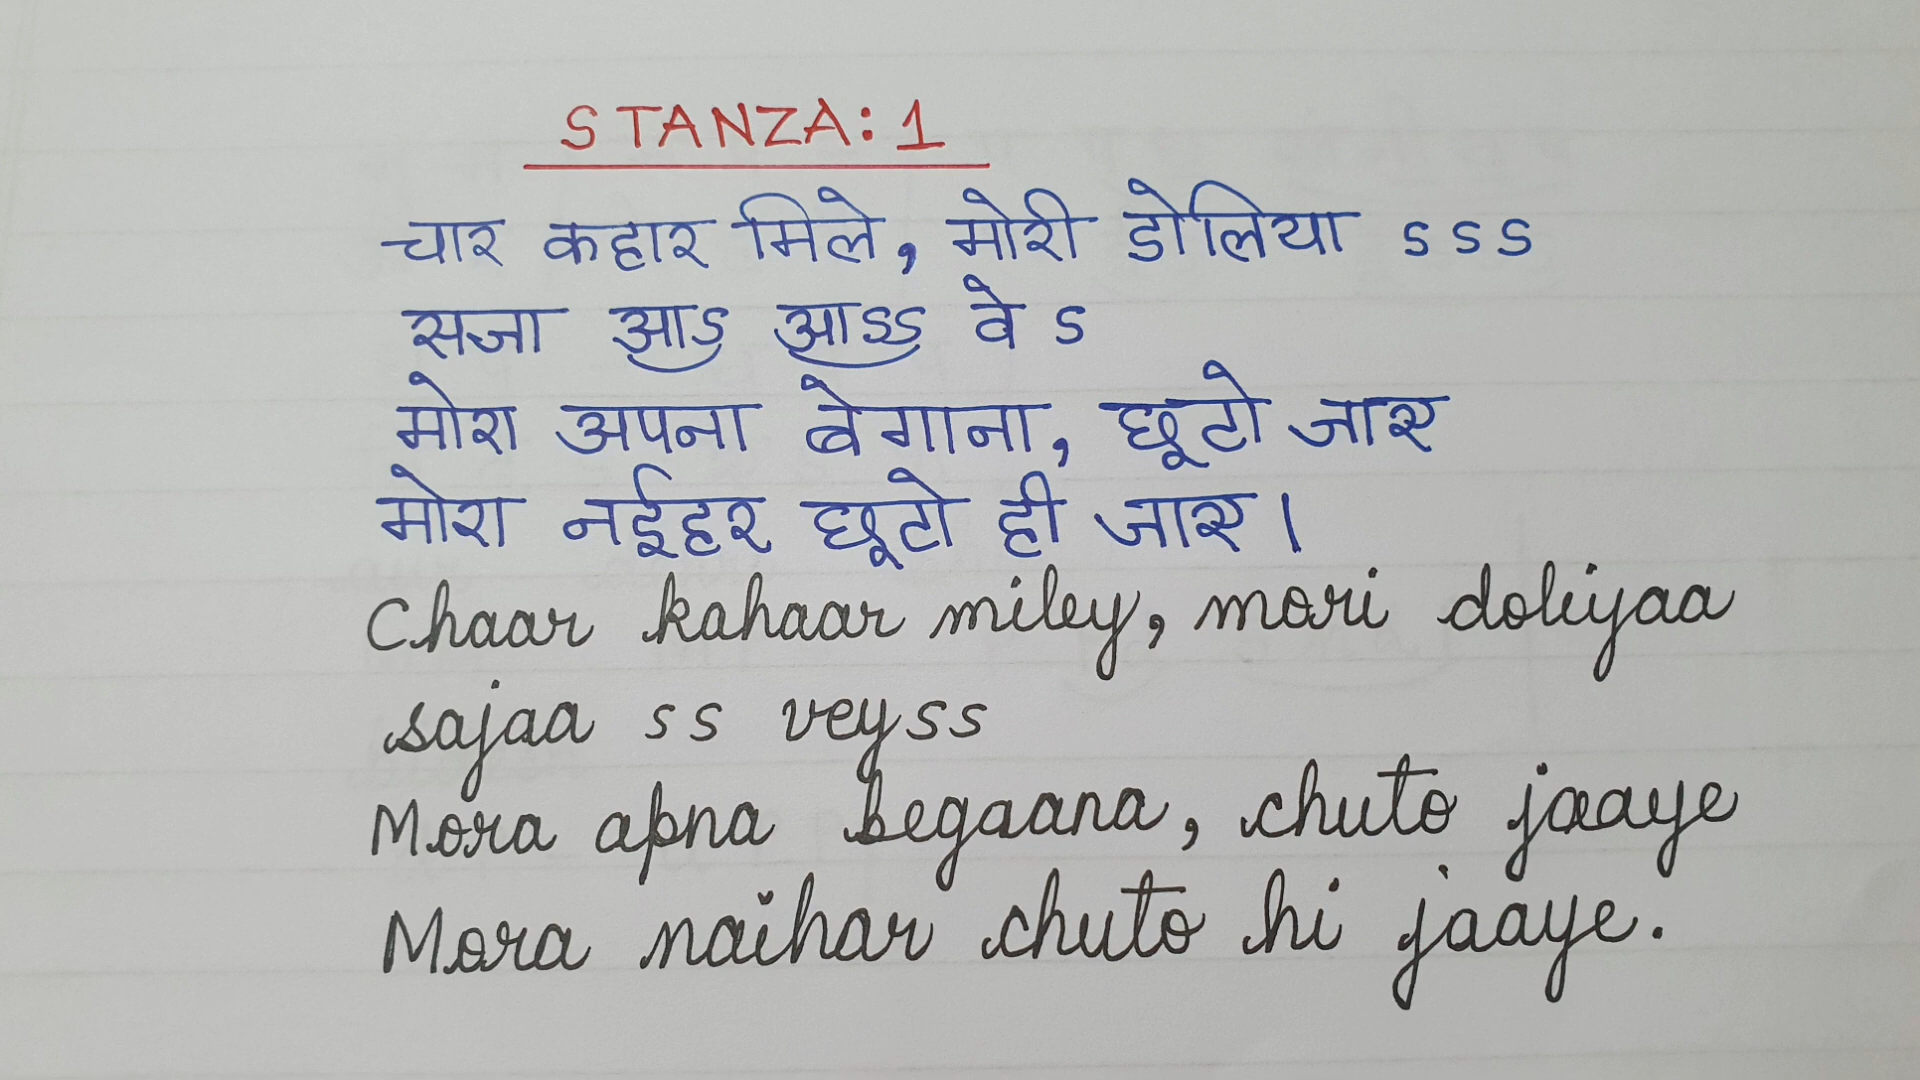 STANZA: 1
चार कहार मिले, मोरी डोलिया ऽ ऽ ऽ
सजा आऽ आऽऽ वे ऽ
मोरा अपना बेगाना, छूटो जाए
मोरा नईहर छूटो ही जाए।
Chaar kahaar miley, mori doliyaa
sajaa ss veyss
Mora apna begaana, chuto jaaye
Mora naihar chuto hi jaaye.